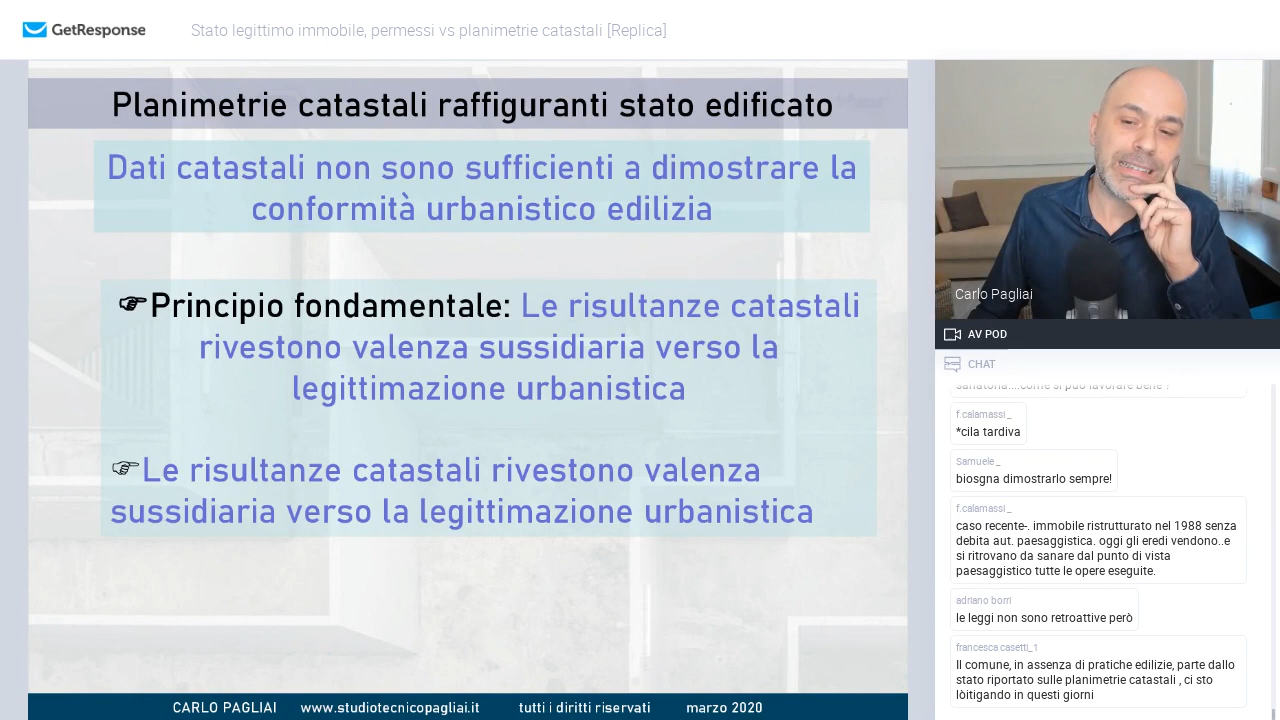 GetResponse
Stato legittimo immobile, permessi vs planimetrie catastali [Replica]
Planimetrie catastali raffiguranti stato edificato
Dati catastali non sono sufficienti a dimostrare la
conformità urbanistico edilizia
☞Principio fondamentale: Le risultanze catastali
rivestono valenza sussidiaria verso la
legittimazione urbanistica
☞Le risultanze catastali rivestono valenza
sussidiaria verso la legittimazione urbanistica
CARLO PAGLIAI www.studiotecnicopagliai.it tutti i diritti riservati marzo 2020
Carlo Pagliai
AV POD
CHAT
sanatoria....come si può lavorare bene ?
f.calamassi_
*cila tardiva
Samuele_
biosgna dimostrarlo sempre!
f.calamassi_
caso recente-. immobile ristrutturato nel 1988 senza
debita aut. paesaggistica. oggi gli eredi vendono..e
si ritrovano da sanare dal punto di vista
paesaggistico tutte le opere eseguite.
adriano borri
le leggi non sono retroattive però
francesca casetti_1
Il comune, in assenza di pratiche edilizie, parte dallo
stato riportato sulle planimetrie catastali , ci sto
lòitigando in questi giorni